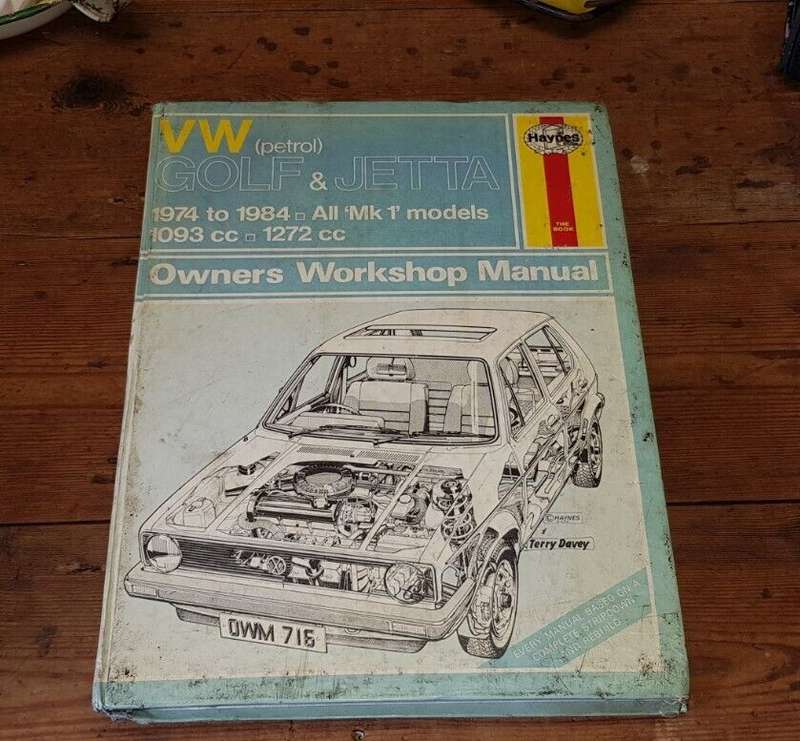 VW (petrol)
GOLF & JETTA
1974 to 1984 ▫ All 'Mk 1' models
1093 cc ▫ 1272 cc
Haynes
THE
BOOK
Owners Workshop Manual
© HAYNES
Terry Davey
OWM 716
EVERY MANUAL BASED ON A
COMPLETE STRIPDOWN
AND REBUILD